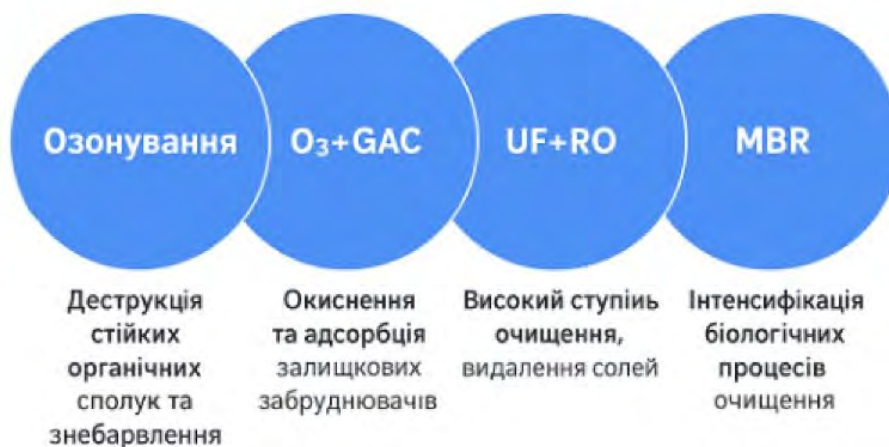 Озонування
O₃+GAC
UF+RO
MBR
Деструкція
стійких
органічних
сполук та
знебарвлення
Окиснення
та адсорбція
залищкових
забруднювачів
Високий ступінь
очищення,
видалення солей
Інтенсифікація
біологічних
процесів
очищення